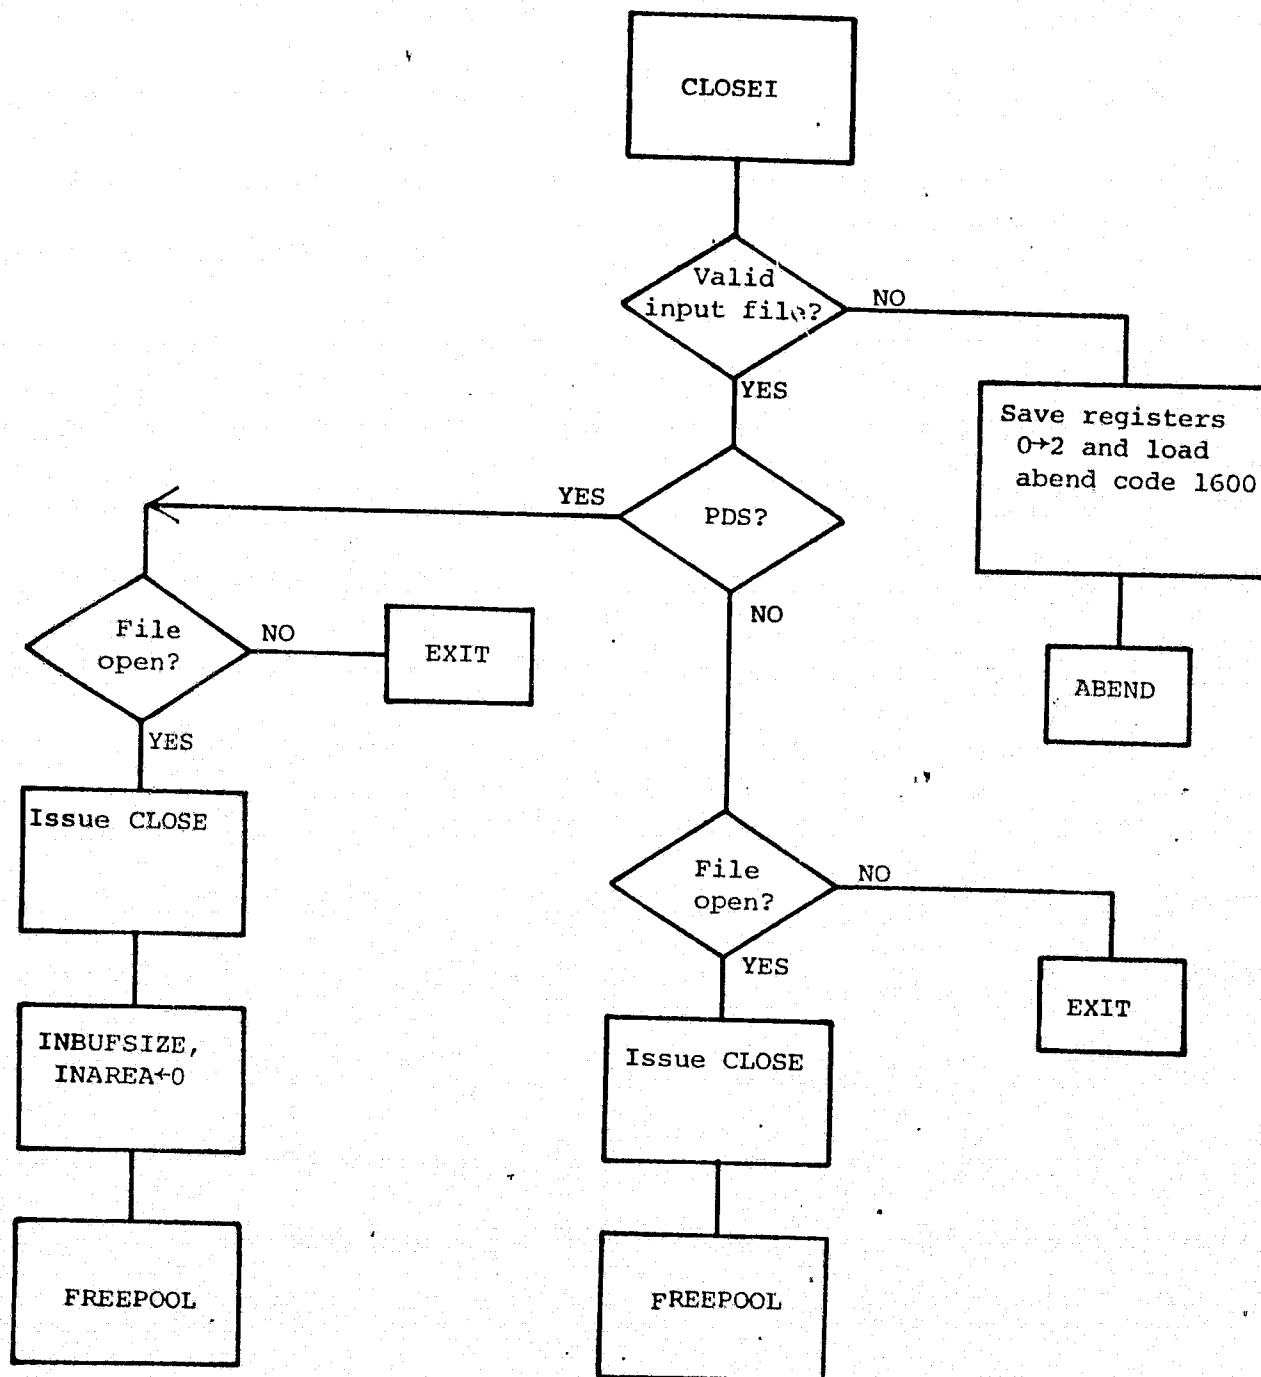 CLOSEI
Valid
input file?
NO
YES
Save registers
0→2 and load
abend code 1600
YES
PDS?
NO
ABEND
File
open?
NO
EXIT
YES
Issue CLOSE
File
open?
NO
YES
EXIT
INBUFSIZE,
INAREA←0
Issue CLOSE
FREEPOOL
FREEPOOL